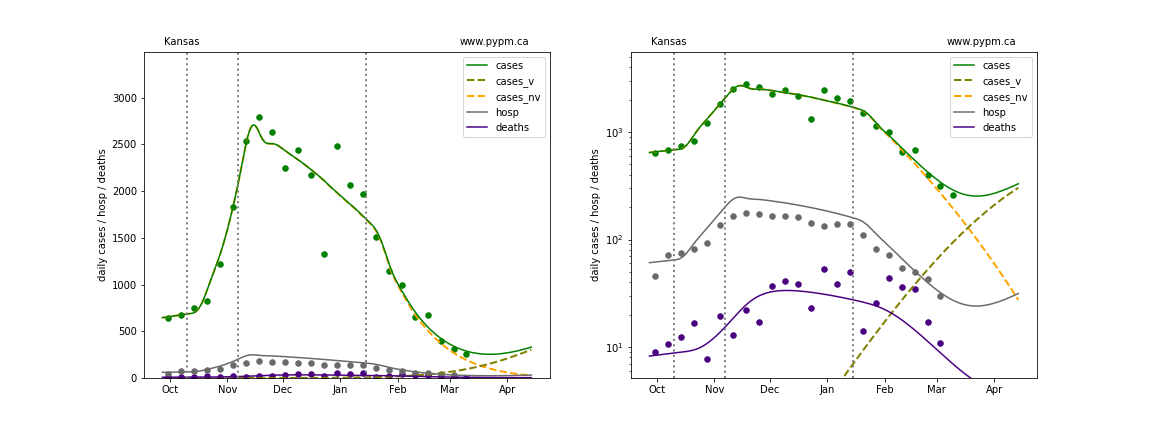 Kansas
www.pypm.ca
cases
cases_v
cases_nv
hosp
deaths
daily cases / hosp / deaths
3000
2500
2000
1500
1000
500
0
Oct
Nov
Dec
Jan
Feb
Mar
Apr
Kansas
www.pypm.ca
cases
cases_v
cases_nv
hosp
deaths
daily cases / hosp / deaths
10³
10²
10¹
Oct
Nov
Dec
Jan
Feb
Mar
Apr